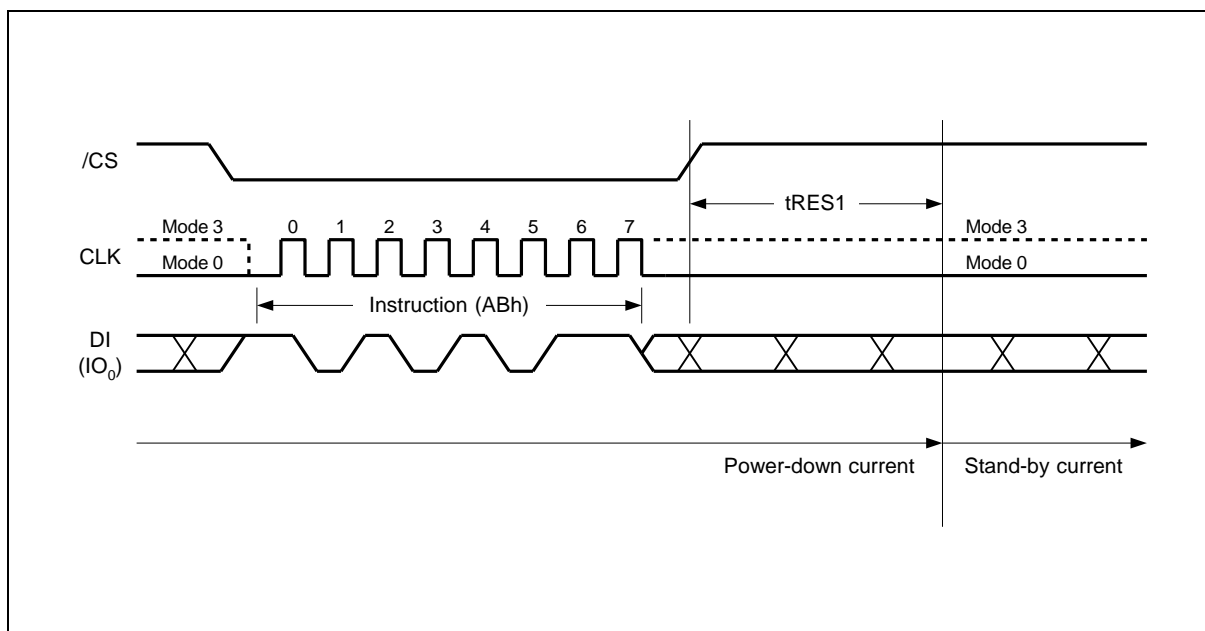 /CS
tRES1
Mode 3 0 1 2 3 4 5 6 7 Mode 3
CLK
Mode 0 Mode 0
Instruction (ABh)
DI
(IO₀)
Power-down current Stand-by current